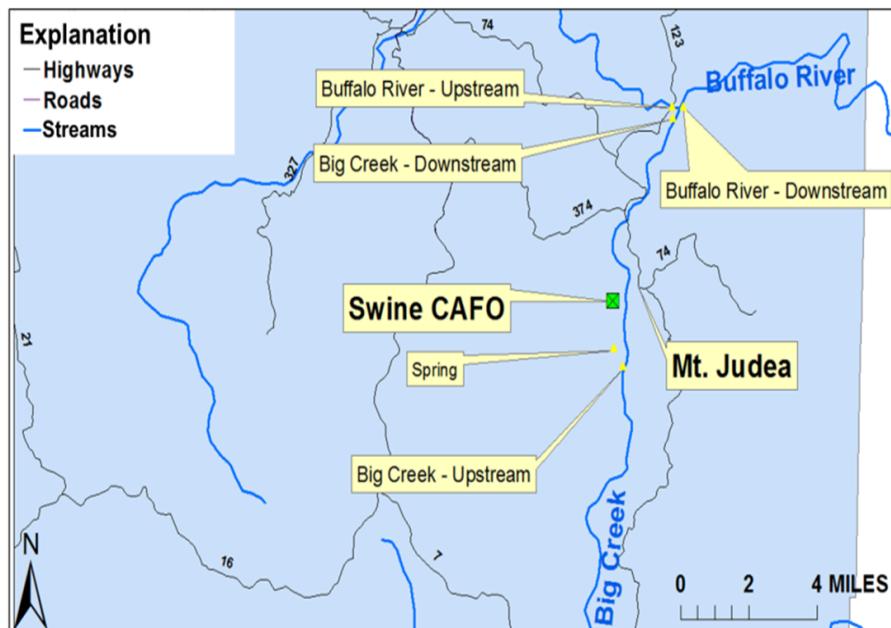 Explanation
Highways
Roads
Streams
74
123
Buffalo River
Buffalo River - Upstream
Big Creek - Downstream
Buffalo River - Downstream
327
374
74
Swine CAFO
21
Spring
Mt. Judea
Big Creek - Upstream
Big Creek
16
7
N
0 4 MILES